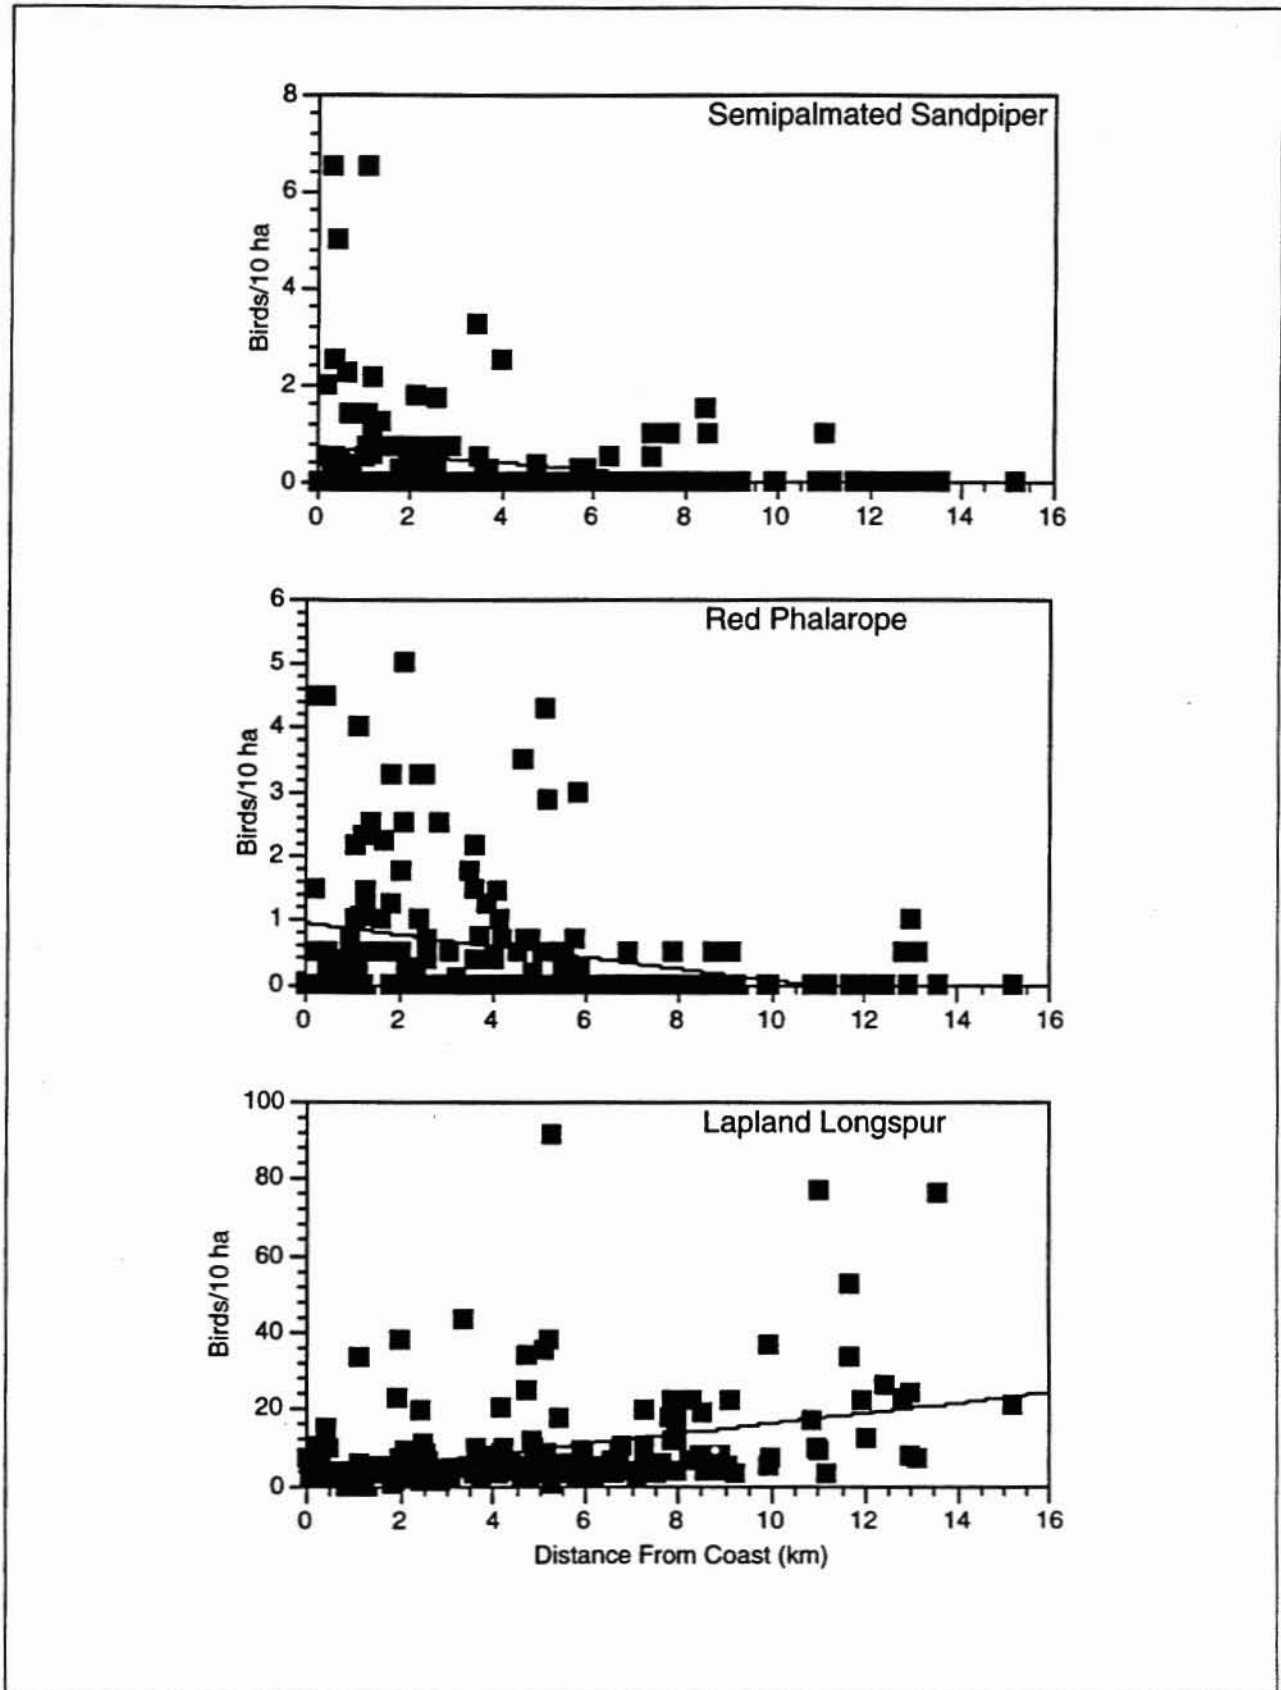 Semipalmated Sandpiper
Birds/10 ha
8
6
4
2
0
0 2 4 6 8 10 12 14 16
Red Phalarope
Birds/10 ha
6
5
4
3
2
1
0
0 2 4 6 8 10 12 14 16
Lapland Longspur
Birds/10 ha
100
80
60
40
20
0
0 2 4 6 8 10 12 14 16
Distance From Coast (km)